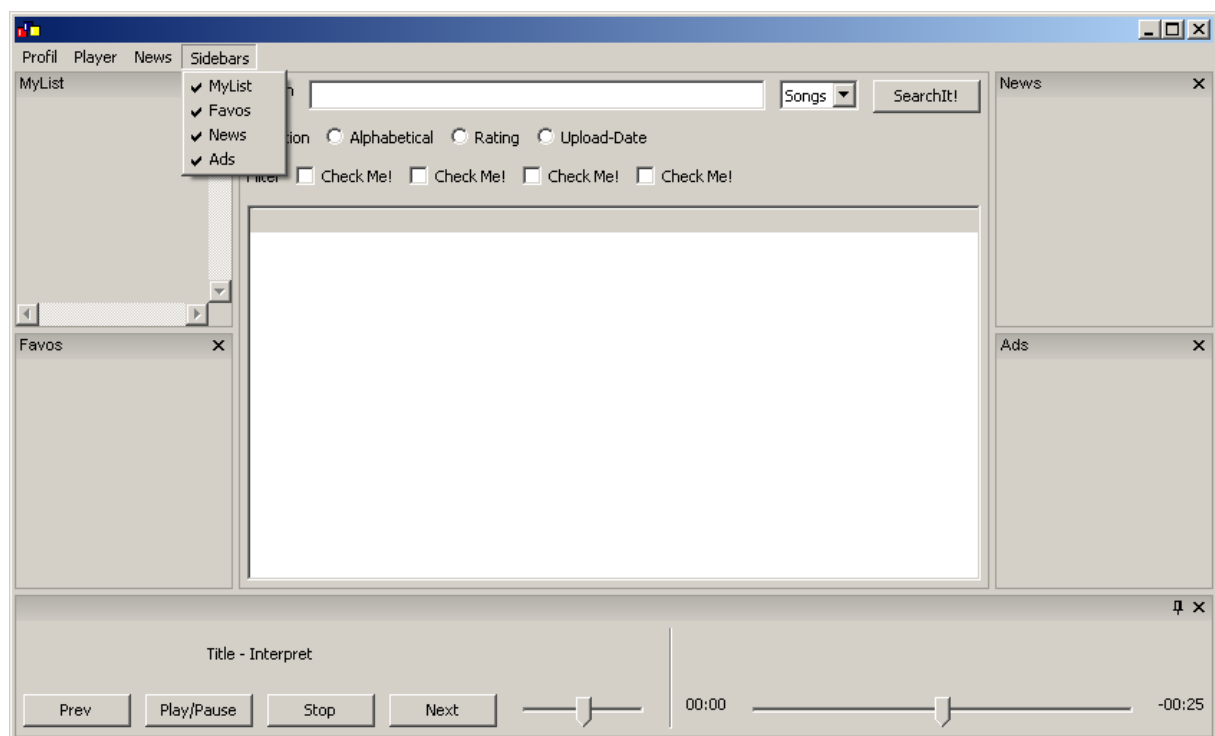 Profil Player News Sidebars
MyList
MyList
Favos
News
Ads
Songs SearchIt!
Alphabetical Rating Upload-Date
Check Me! Check Me! Check Me! Check Me!
News
Favos
Ads
Title - Interpret
Prev Play/Pause Stop Next 00:00 -00:25